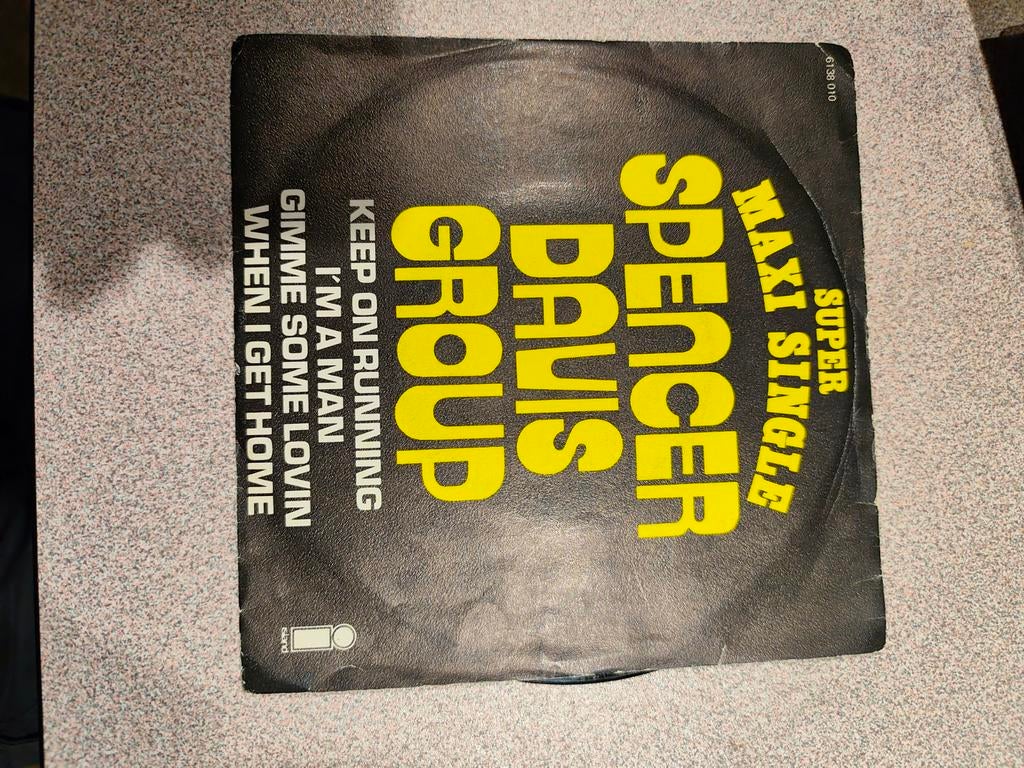 6138 010
SUPER
MAXI SINGLE
SPENCER
DAVIS
GROUP
KEEP ON RUNNING
I'M A MAN
GIMME SOME LOVIN
WHEN I GET HOME
island